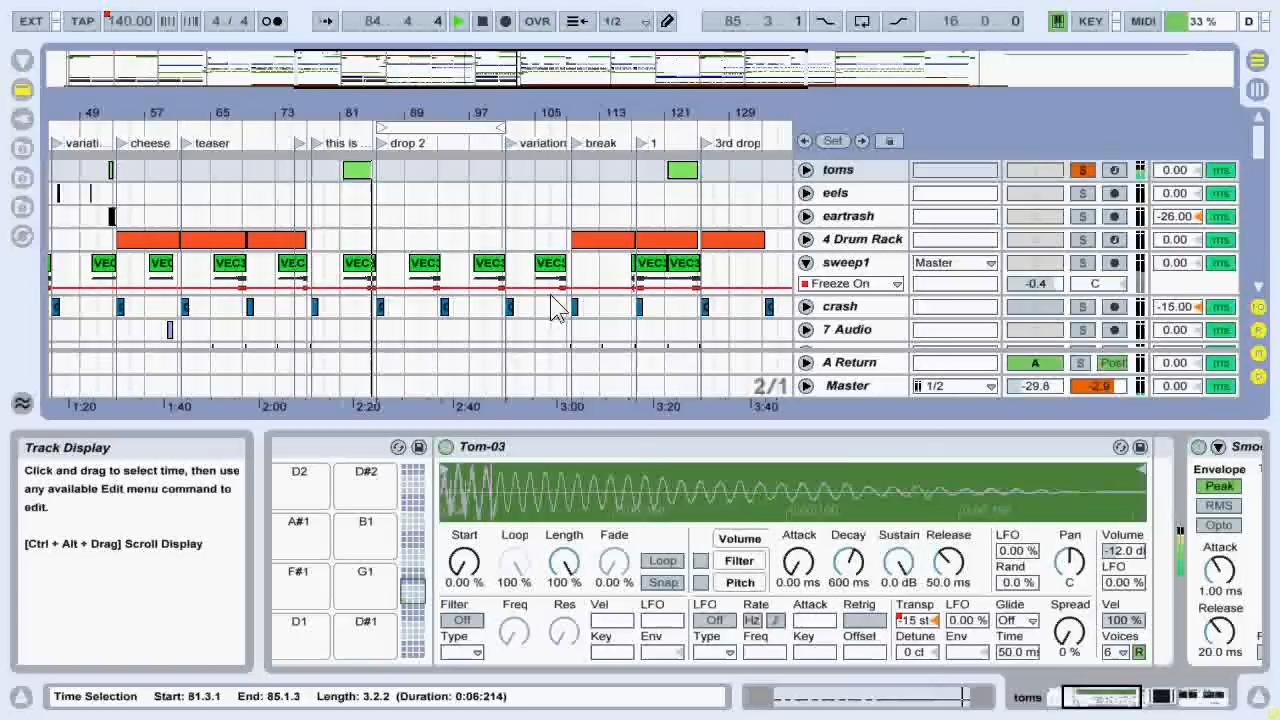 EXT TAP 140.00 4 / 4 84. 4. 4 OVR 1/2 85. 3. 1 16. 0. 0 KEY MIDI 33 % D
49 57 65 73 81 89 97 105 113 121 129
variati... cheese teaser this is ... drop 2 variation break 1 3rd drop Set
toms S 0.00 ms
eels S 0.00 ms
eartrash S -26.00 ms
4 Drum Rack S 0.00 ms
VEC VEC VEC3 VEC VEC3 VEC3 VEC3 VEC3 VEC3 VEC3 sweep1 Master S 0.00 ms
Freeze On -0.4 C
crash S -15.00 ms
7 Audio S 0.00 ms
A Return A S Post 0.00 ms
2/1 Master 1/2 -29.8 -2.9 0.00 ms
1:20 1:40 2:00 2:20 2:40 3:00 3:20 3:40
Track Display
Click and drag to select time, then use
any available Edit menu command to
edit.
[Ctrl + Alt + Drag] Scroll Display
D2 D#2
A#1 B1
F#1 G1
D1 D#1
Tom-03
Start Loop Length Fade Volume Attack Decay Sustain Release LFO Pan Volume
0.00 % -12.0 d
Loop Filter Rand LFO
0.00 % 100 % 100 % 0.00 % Snap Pitch 0.00 ms 600 ms 0.0 dB 50.0 ms 0.0 % C 0.00 %
Filter Freq Res Vel LFO LFO Rate Attack Retrig Transp LFO Glide Spread Vel
Off Off Hz -15 st 0.00 % Off 100 %
Type Key Env Type Freq Key Offset Detune Env Time Voices
0 ct 50.0 ms 0 % 6 R
Smo
Envelope
Peak
RMS
Opto
Attack
1.00 ms
Release
20.0 ms
Time Selection Start: 81.3.1 End: 85.1.3 Length: 3.2.2 (Duration: 0:06:214) toms